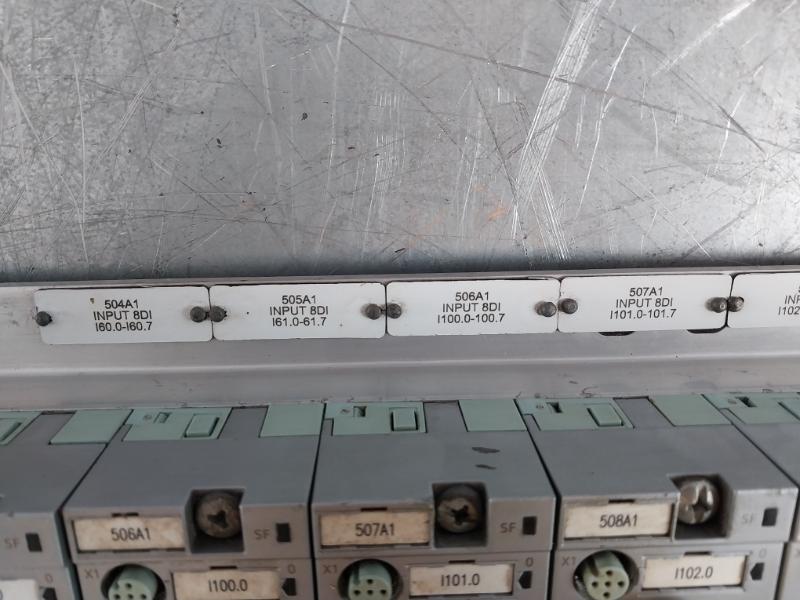 504A1
INPUT 8DI
I60.0-I60.7
505A1
INPUT 8DI
I61.0-61.7
506A1
INPUT 8DI
I100.0-100.7
507A1
INPUT 8DI
I101.0-101.7
I102
506A1
SF
507A1
SF
508A1
SF
X1
I100.0
0
X1
I101.0
0
X1
I102.0
0